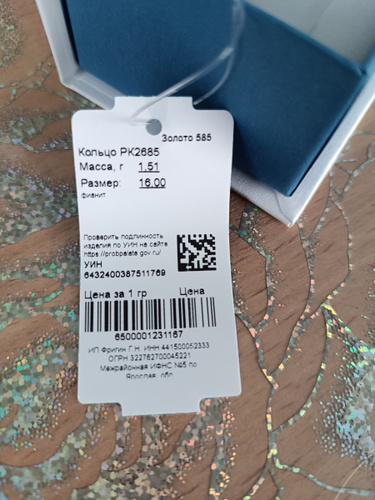 Золото 585
Кольцо РК2685
Масса, г 1.51
Размер: 16.00
фианит
Проверить подлинность
изделия по УИН на сайте
https://probpalata.gov.ru/
УИН
6432400387511769
Цена за 1 гр Цена
6500001231167
ИП Фригин Г.Н. ИНН 441500052333
ОГРН 322762700045221
Межрайонная ИФНС №5 по
Ярослав. обл.